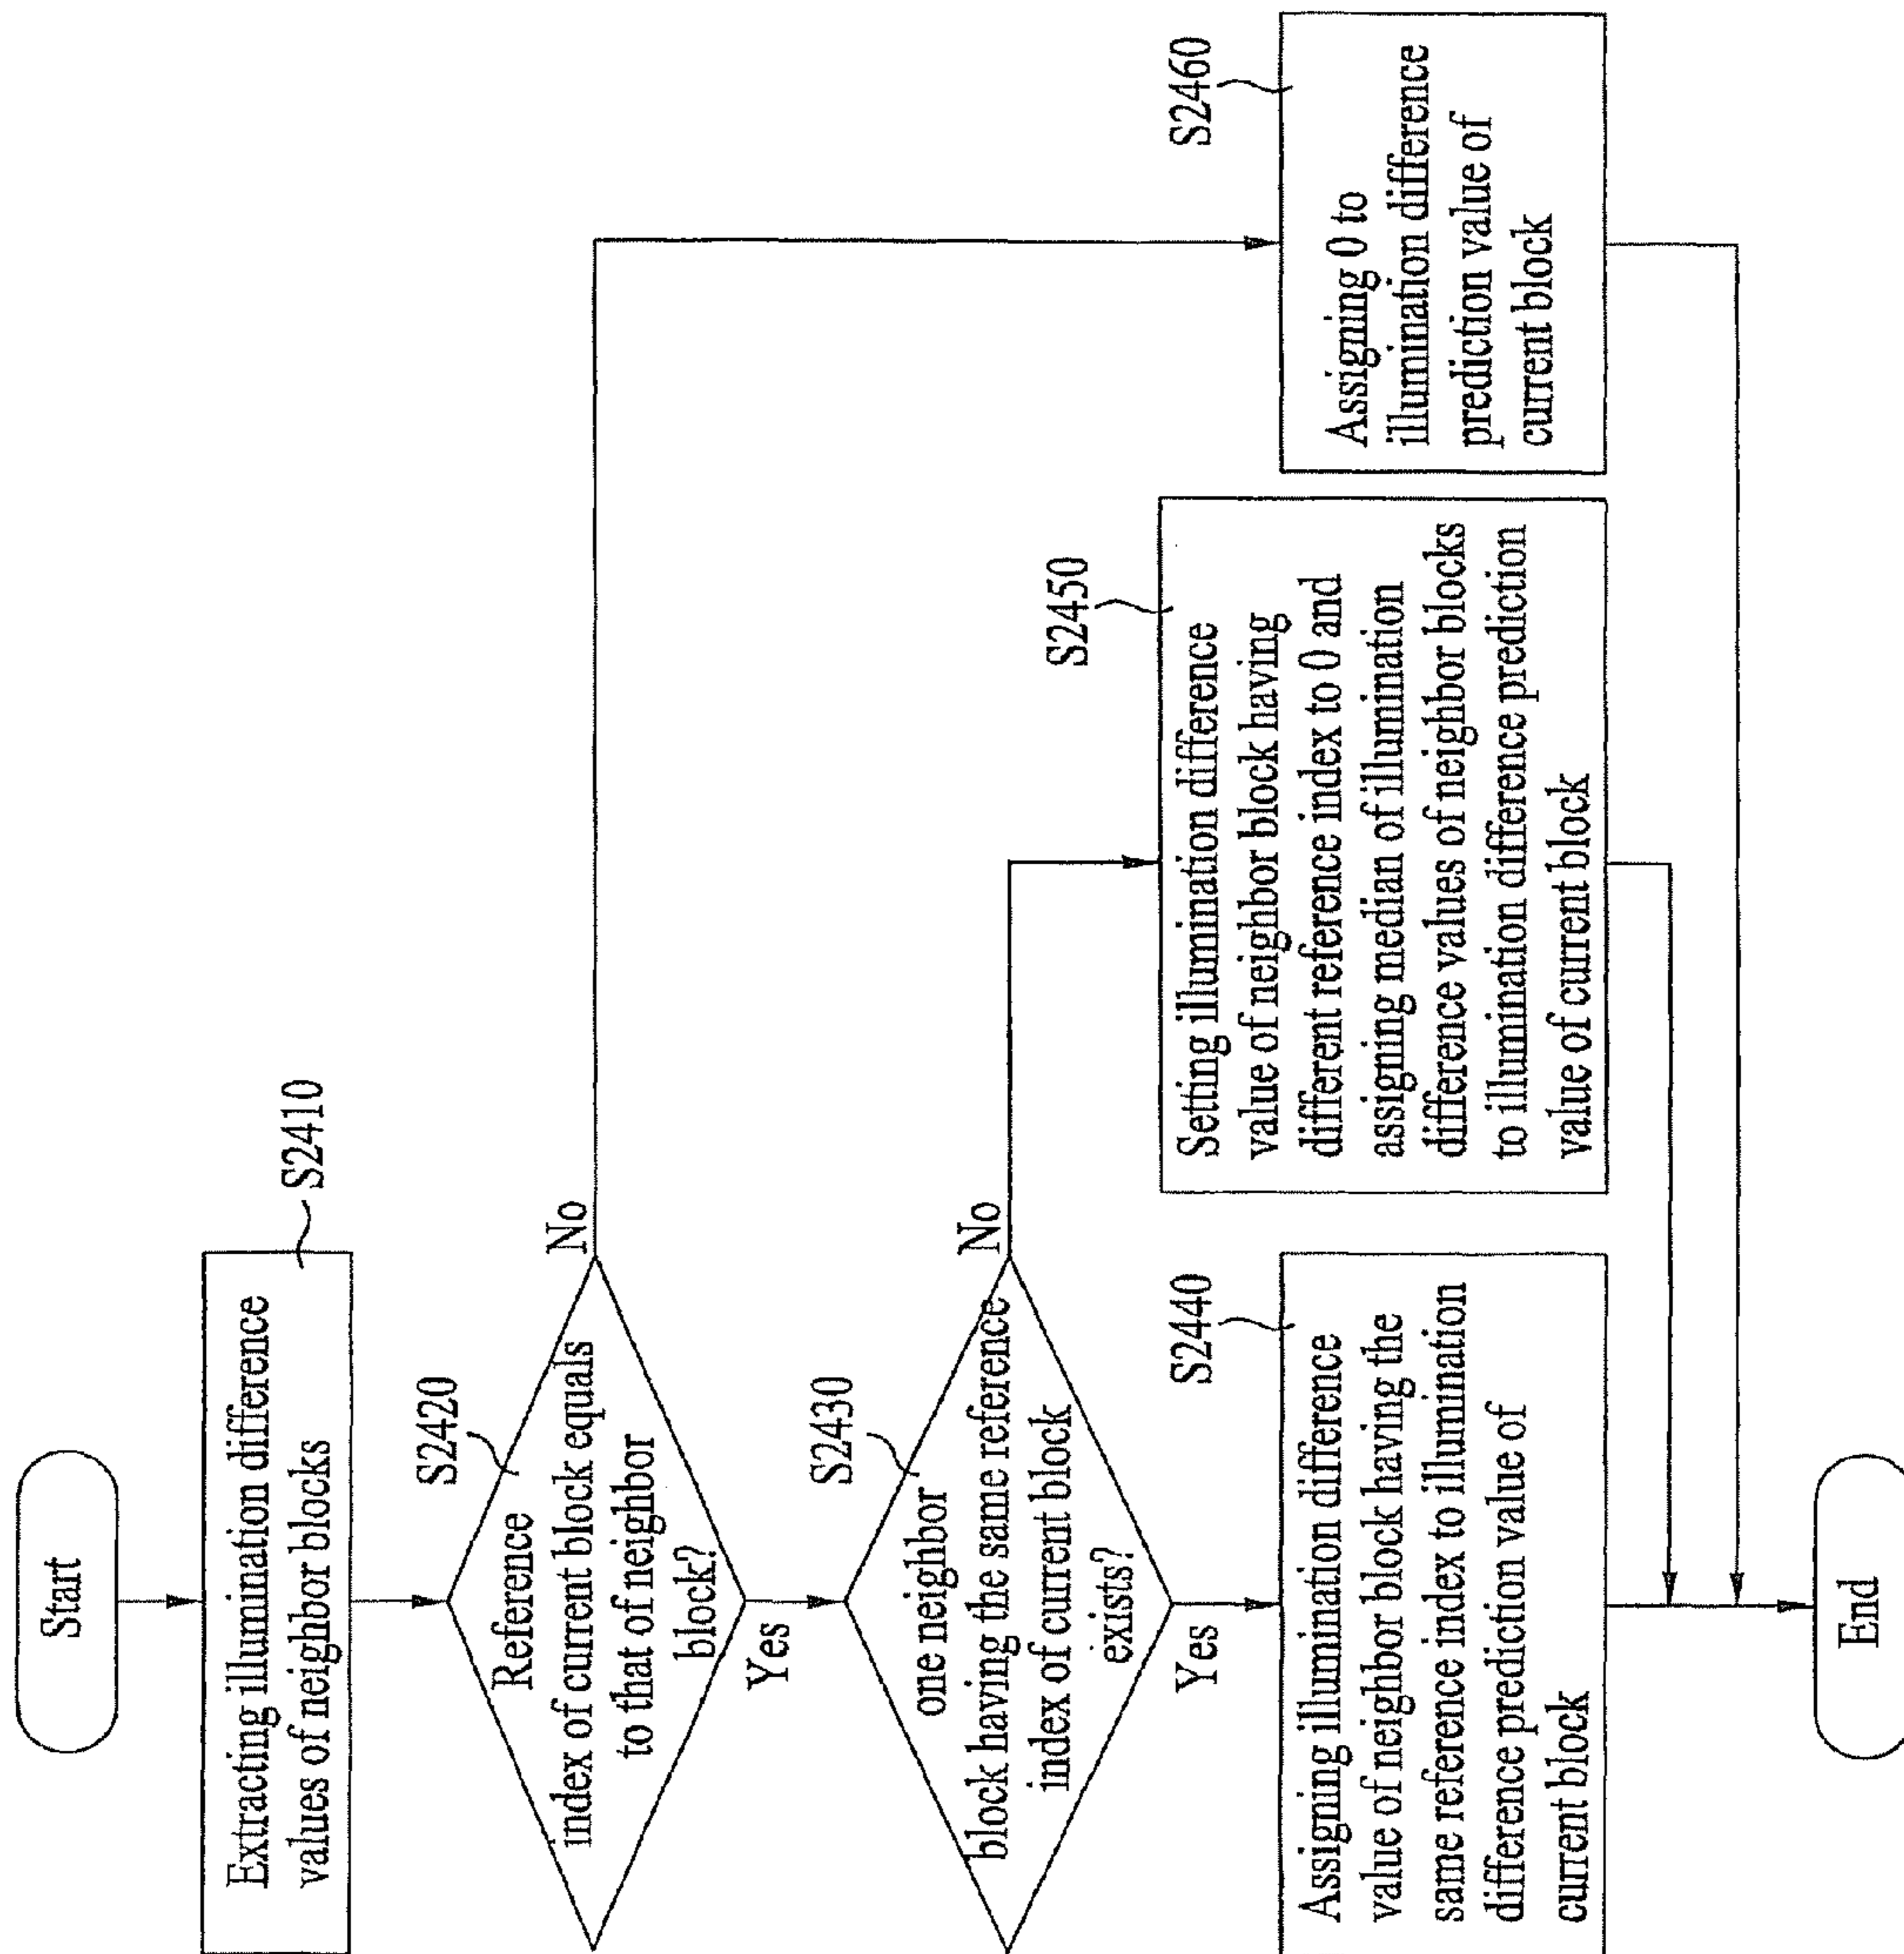 Start
Extracting illumination difference
values of neighbor blocks
S2410
S2420
Reference
index of current block equals
to that of neighbor
block?
No
Yes
S2430
one neighbor
block having the same reference
index of current block
exists?
No
Yes
S2440
Assigning illumination difference
value of neighbor block having the
same reference index to illumination
difference prediction value of
current block
S2450
Setting illumination difference
value of neighbor block having
different reference index to 0 and
assigning median of illumination
difference values of neighbor blocks
to illumination difference prediction
value of current block
S2460
Assigning 0 to
illumination difference
prediction value of
current block
End